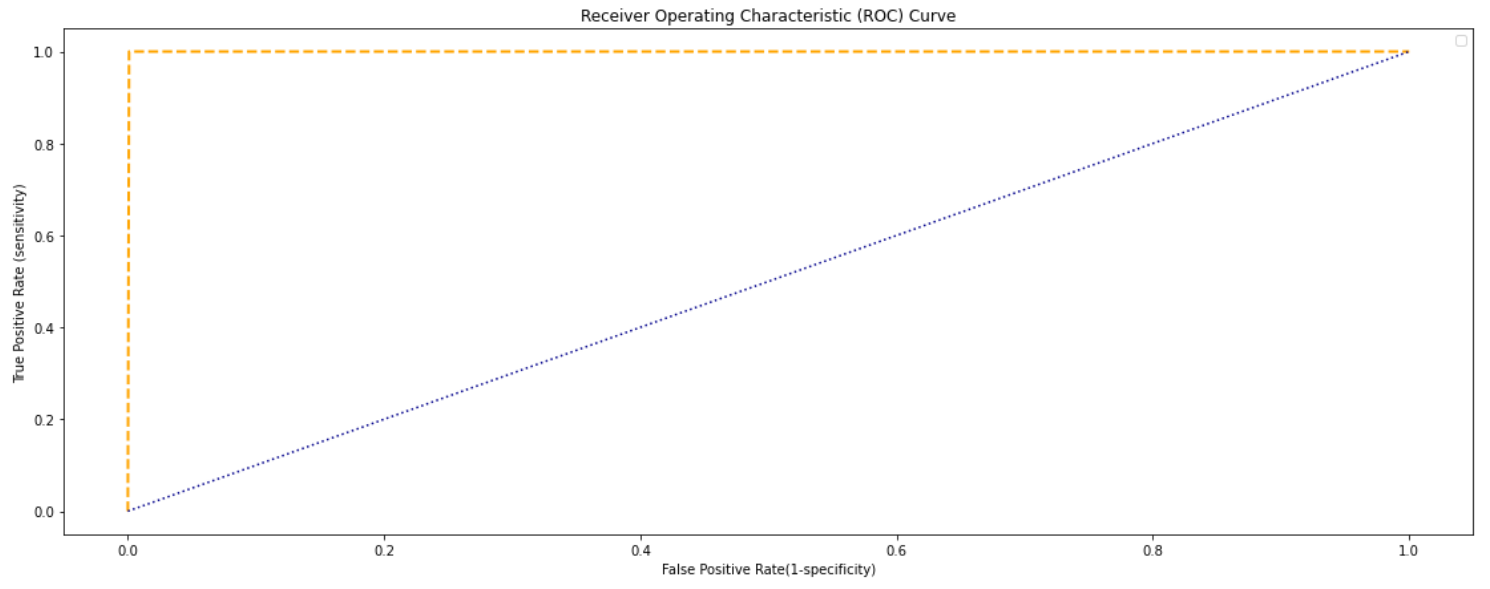 Receiver Operating Characteristic (ROC) Curve
1.0
0.8
0.6
0.4
0.2
0.0
True Positive Rate (sensitivity)
0.0 0.2 0.4 0.6 0.8 1.0
False Positive Rate(1-specificity)